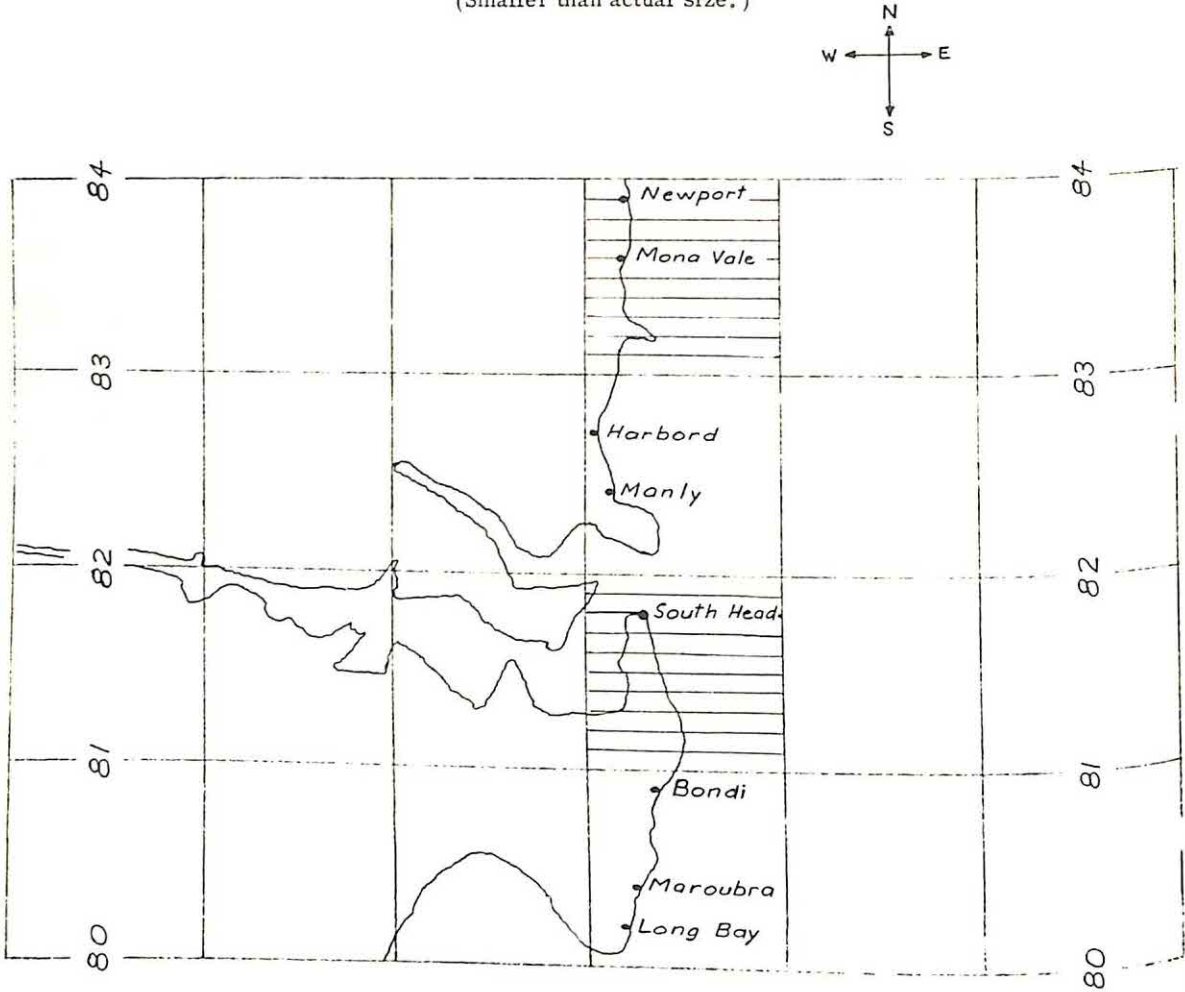 (Smaller than actual size.)
N
W E
S
84 84
Newport
Mona Vale
83 83
Harbord
Manly
82 82
South Head
81 81
Bondi
Maroubra
Long Bay
80 80